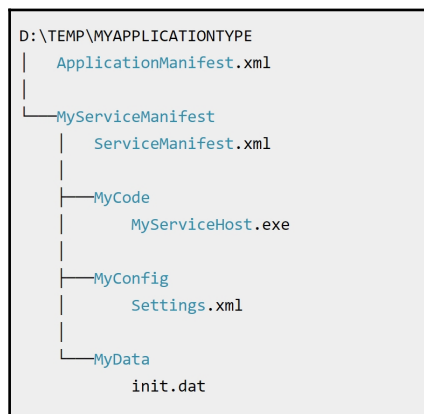 D:\TEMP\MYAPPLICATIONTYPE
│   ApplicationManifest.xml
│
└───MyServiceManifest
    │   ServiceManifest.xml
    │
    ├───MyCode
    │       MyServiceHost.exe
    │
    ├───MyConfig
    │       Settings.xml
    │
    └───MyData
            init.dat